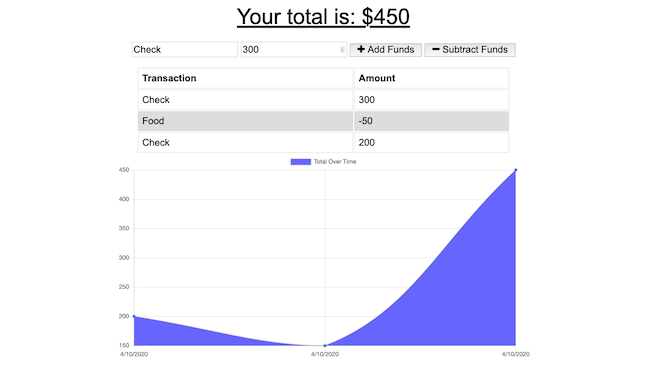 Your total is: $450
Check 300 + Add Funds − Subtract Funds
Transaction Amount
Check 300
Food -50
Check 200
Total Over Time
450
400
350
300
250
200
150
4/10/2020 4/10/2020 4/10/2020